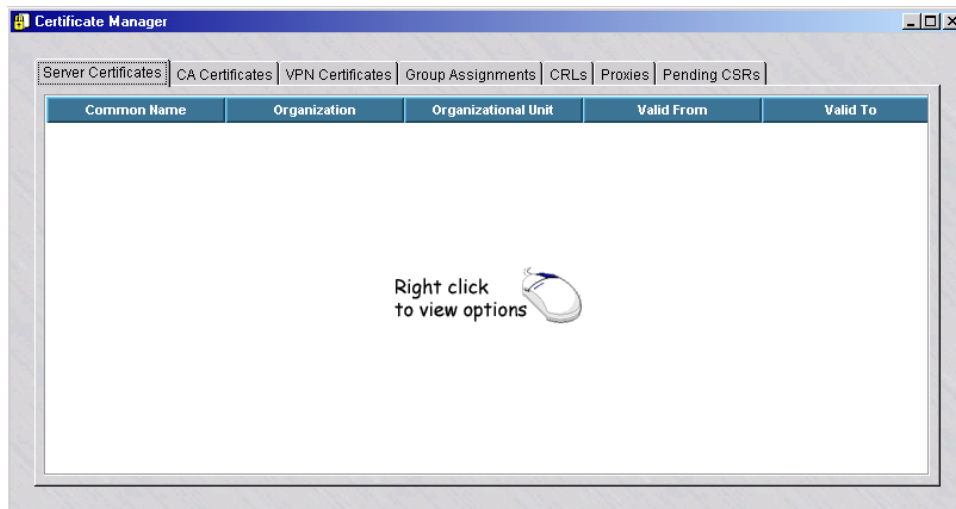 Certificate Manager
Server Certificates CA Certificates VPN Certificates Group Assignments CRLs Proxies Pending CSRs
Common Name Organization Organizational Unit Valid From Valid To
Right click
to view options